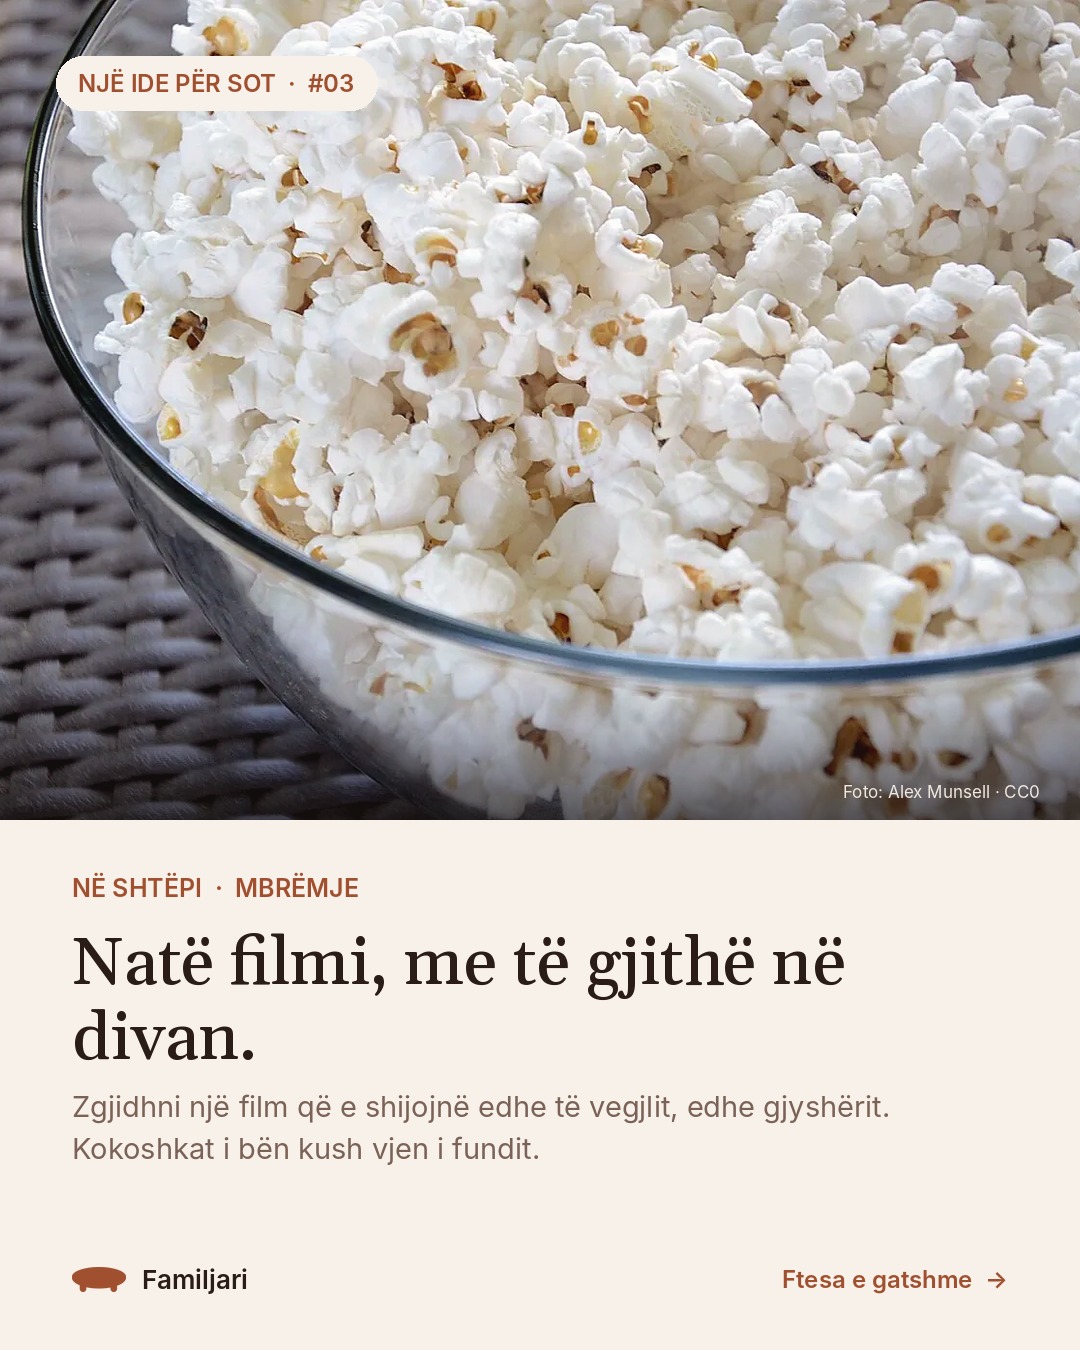 NJË IDE PËR SOT · #03
Foto: Alex Munsell · CC0
NË SHTËPI · MBRËMJE
Natë filmi, me të gjithë në
divan.
Zgjidhni një film që e shijojnë edhe të vegjlit, edhe gjyshërit.
Kokoshkat i bën kush vjen i fundit.
Familjari
Ftesa e gatshme →